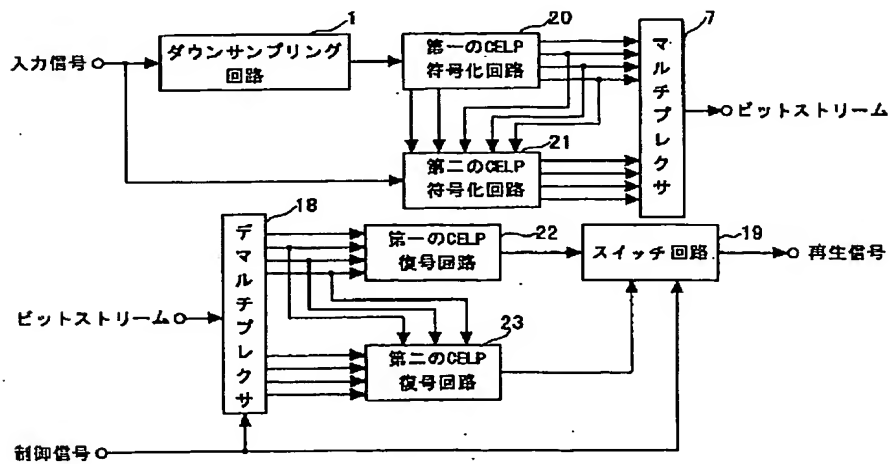 1
20
7
入力信号
ダウンサンプリング
回路
第一のCELP
符号化回路
マルチプレクサ
ビットストリーム
21
第二のCELP
符号化回路
18
デマルチプレクサ
22
第一のCELP
復号回路
19
スイッチ回路
再生信号
ビットストリーム
23
第二のCELP
復号回路
制御信号